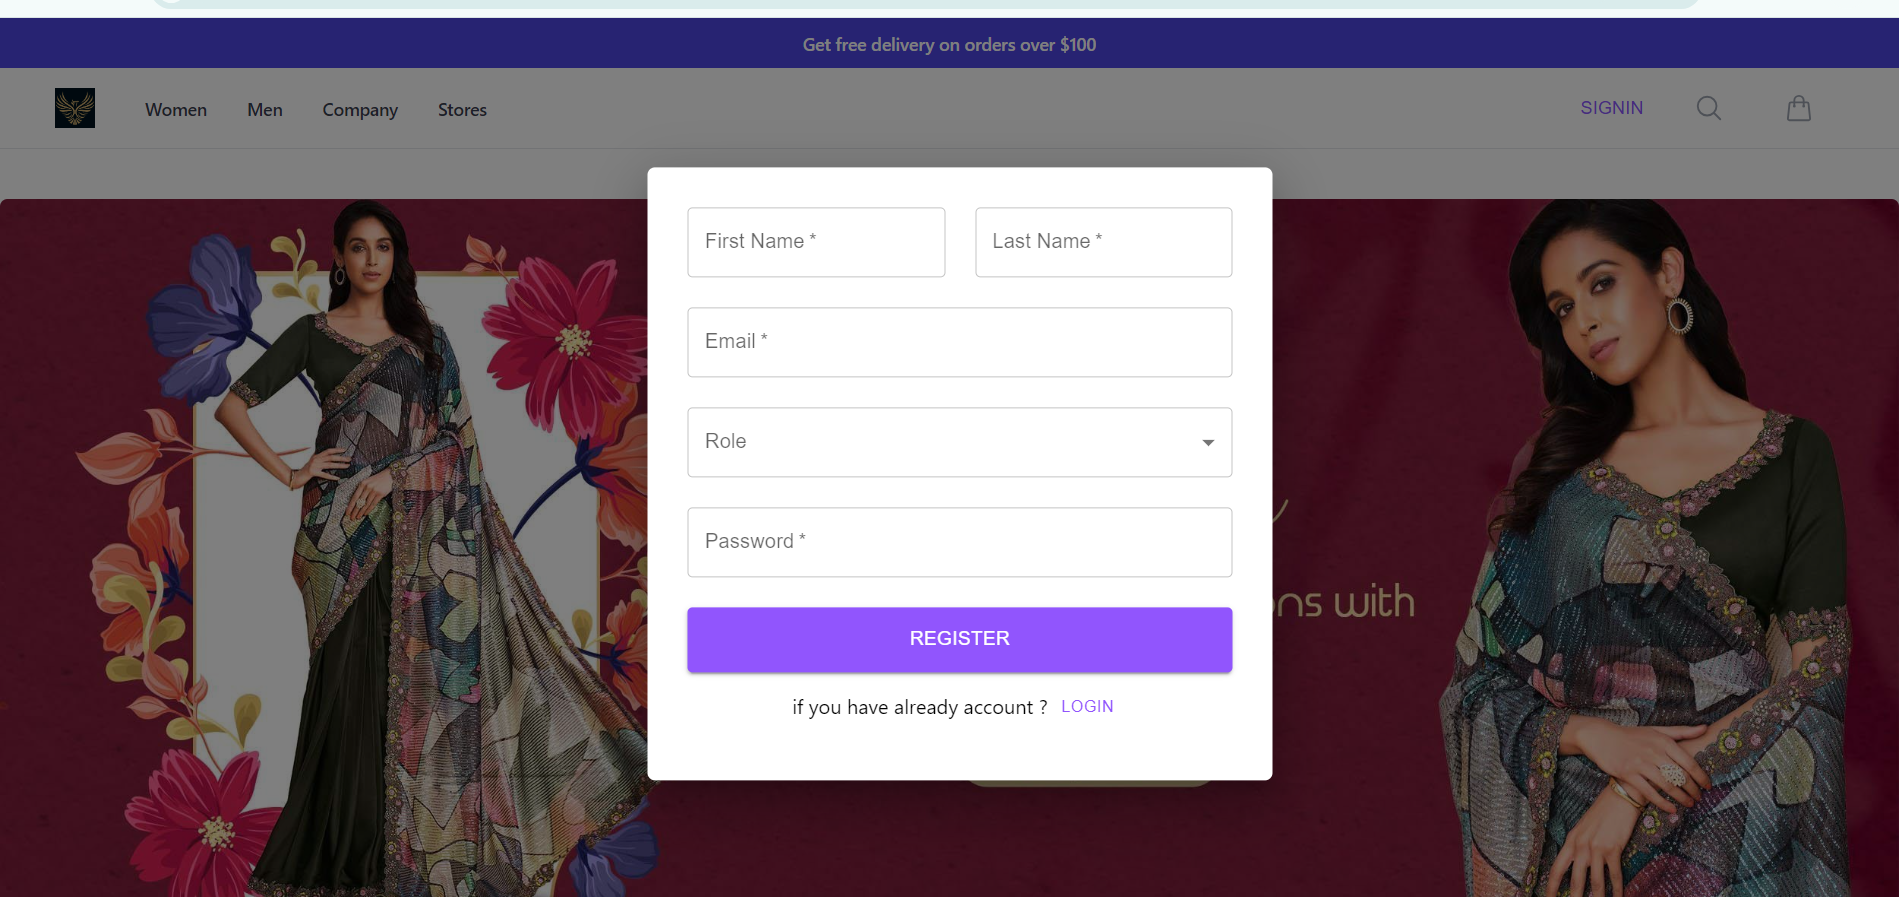 Get free delivery on orders over $100
Women Men Company Stores SIGNIN
First Name * Last Name *
Email *
Role
Password *
ns with
REGISTER
if you have already account ? LOGIN